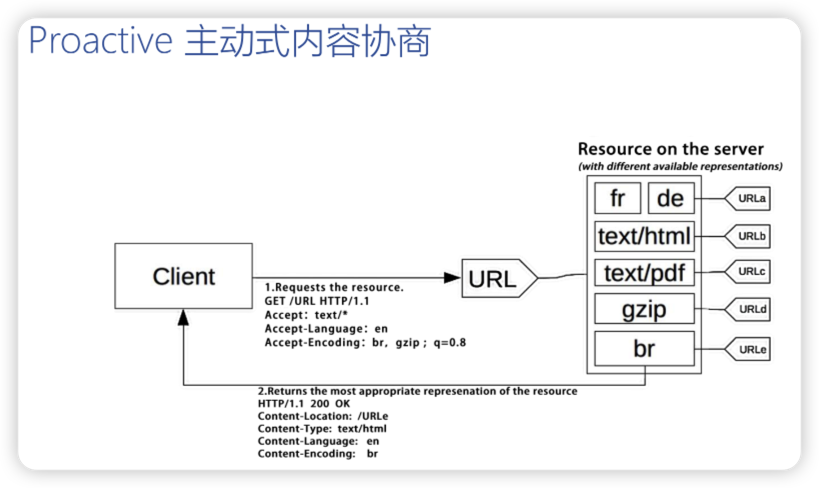 Proactive 主动式内容协商
Resource on the server
(with different available representations)
fr de URLa
text/html URLb
Client URL text/pdf URLc
1.Requests the resource.
GET /URL HTTP/1.1
Accept: text/*
Accept-Language: en
Accept-Encoding: br, gzip ; q=0.8
gzip URLd
br URLe
2.Returns the most appropriate represenation of the resource
HTTP/1.1 200 OK
Content-Location: /URLe
Content-Type: text/html
Content-Language: en
Content-Encoding: br